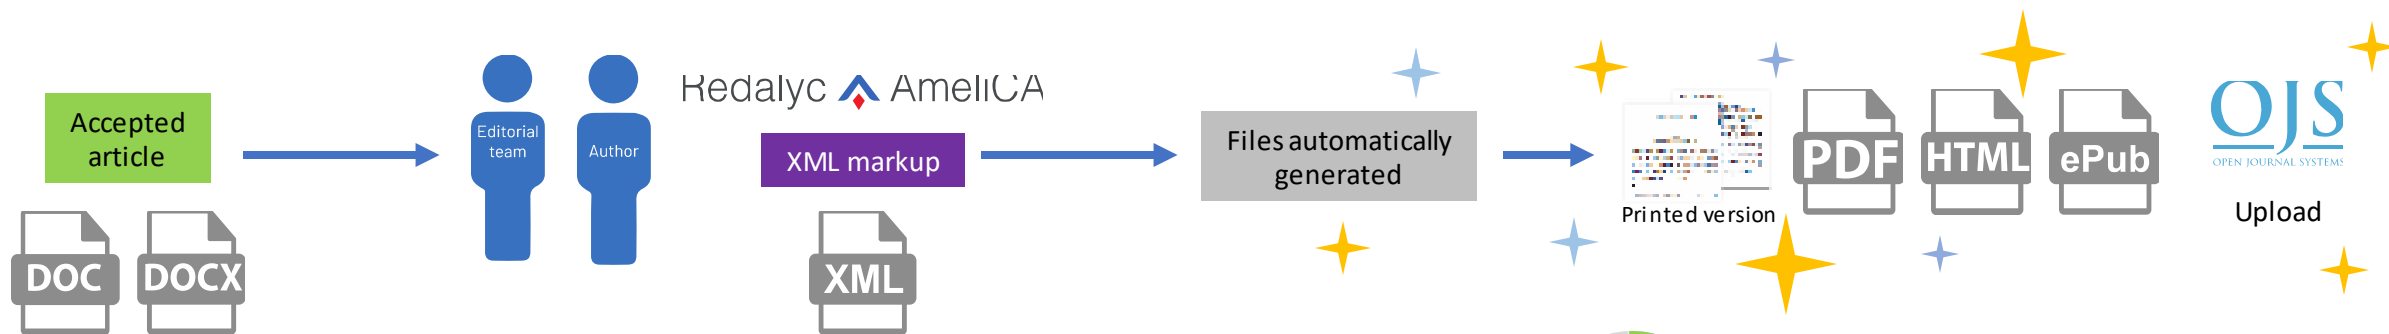 Accepted
article
DOC
DOCX
Editorial
team
Author
Redalyc AmeliCA
XML markup
XML
Files automatically
generated
Printed version
PDF
HTML
ePub
OJS
OPEN JOURNAL SYSTEMS
Upload